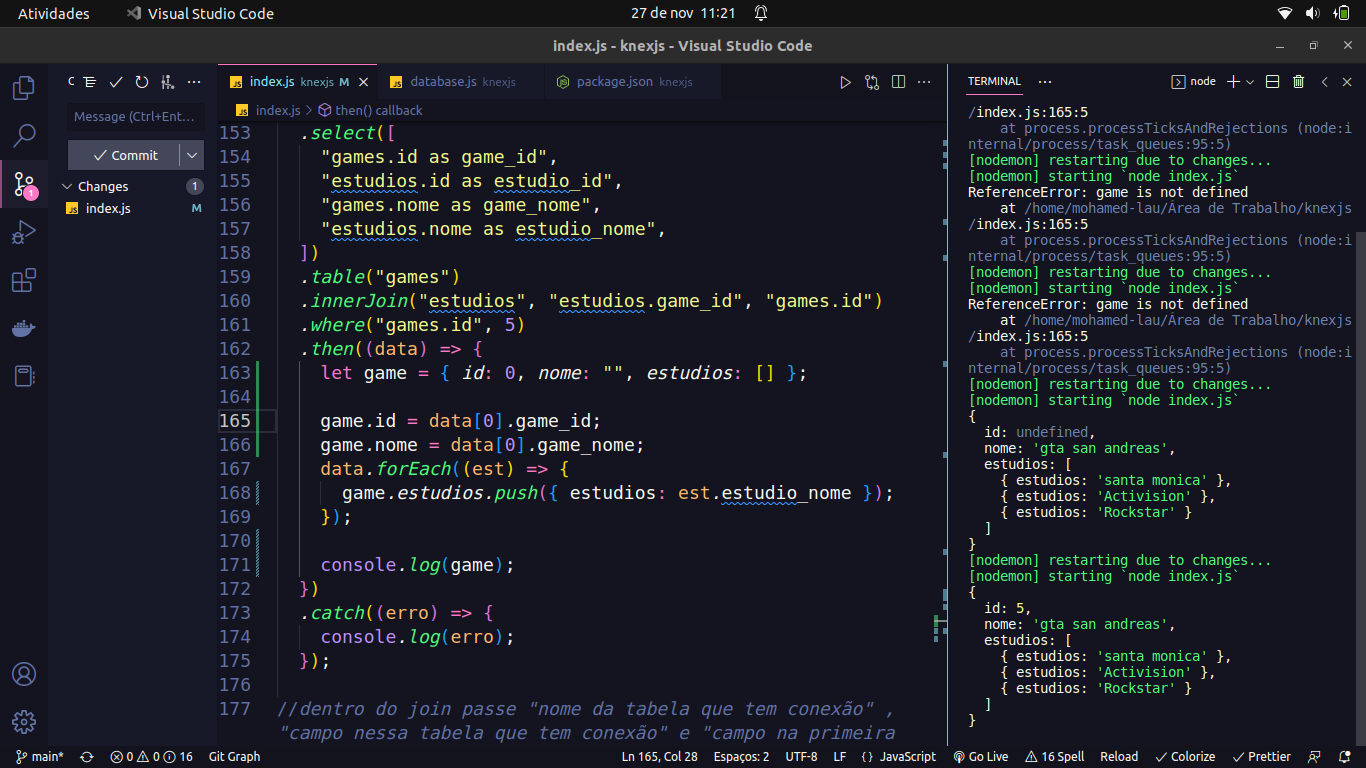 Atividades
Visual Studio Code
27 de nov 11:21
index.js - knexjs - Visual Studio Code
C
Message (Ctrl+Ent...
Commit
Changes 1
index.js M
1
index.js knexjs M
database.js knexjs
package.json knexjs
index.js > then() callback
153 .select([
154 "games.id as game_id",
155 "estudios.id as estudio_id",
156 "games.nome as game_nome",
157 "estudios.nome as estudio_nome",
158 ])
159 .table("games")
160 .innerJoin("estudios", "estudios.game_id", "games.id")
161 .where("games.id", 5)
162 .then((data) => {
163 let game = { id: 0, nome: "", estudios: [] };
164
165 game.id = data[0].game_id;
166 game.nome = data[0].game_nome;
167 data.forEach((est) => {
168 game.estudios.push({ estudios: est.estudio_nome });
169 });
170
171 console.log(game);
172 })
173 .catch((erro) => {
174 console.log(erro);
175 });
176
177 //dentro do join passe "nome da tabela que tem conexão" ,
"campo nessa tabela que tem conexão" e "campo na primeira
TERMINAL
node
/index.js:165:5
at process.processTicksAndRejections (node:i
nternal/process/task_queues:95:5)
[nodemon] restarting due to changes...
[nodemon] starting `node index.js`
ReferenceError: game is not defined
at /home/mohamed-lau/Área de Trabalho/knexjs
/index.js:165:5
at process.processTicksAndRejections (node:i
nternal/process/task_queues:95:5)
[nodemon] restarting due to changes...
[nodemon] starting `node index.js`
ReferenceError: game is not defined
at /home/mohamed-lau/Área de Trabalho/knexjs
/index.js:165:5
at process.processTicksAndRejections (node:i
nternal/process/task_queues:95:5)
[nodemon] restarting due to changes...
[nodemon] starting `node index.js`
{
id: undefined,
nome: 'gta san andreas',
estudios: [
{ estudios: 'santa monica' },
{ estudios: 'Activision' },
{ estudios: 'Rockstar' }
]
}
[nodemon] restarting due to changes...
[nodemon] starting `node index.js`
{
id: 5,
nome: 'gta san andreas',
estudios: [
{ estudios: 'santa monica' },
{ estudios: 'Activision' },
{ estudios: 'Rockstar' }
]
}
main* 0 0 16 Git Graph Ln 165, Col 28 Espaços: 2 UTF-8 LF {} JavaScript Go Live 16 Spell Reload Colorize Prettier